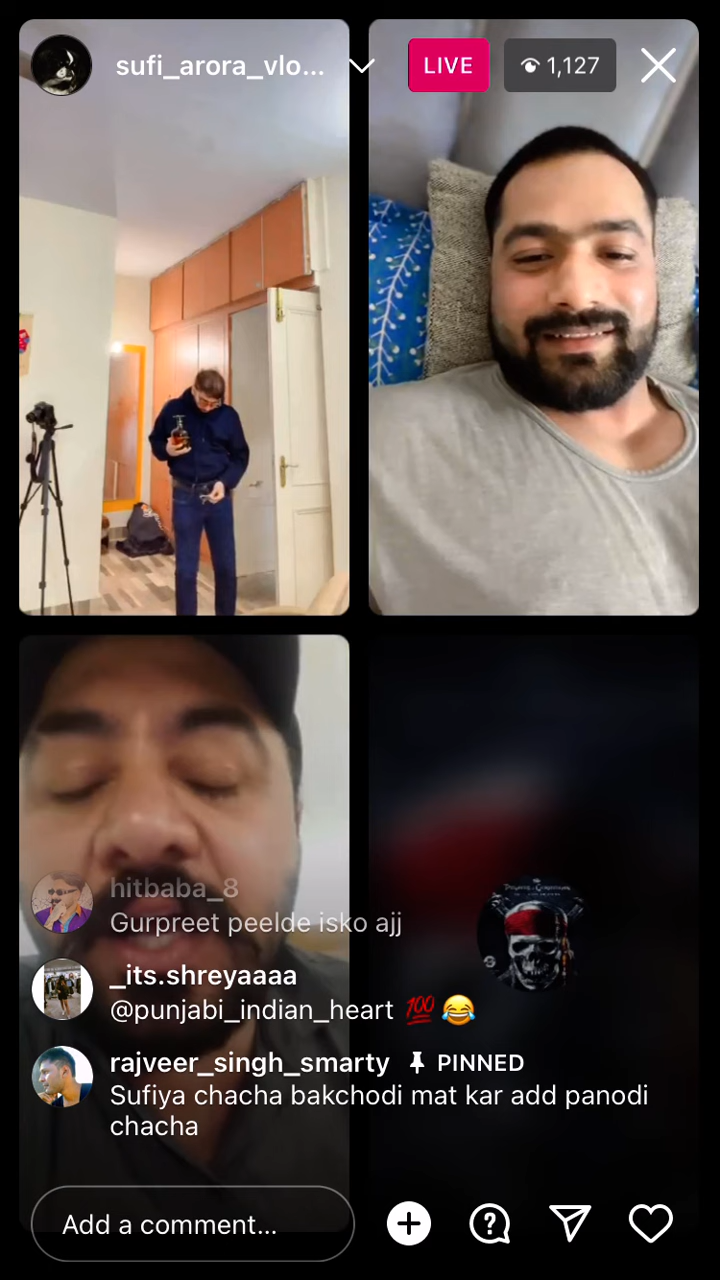 sufi_arora_vlo...
LIVE
1,127
hitbaba_8
Gurpreet peelde isko ajj
_its.shreyaaaa
@punjabi_indian_heart 💯😂
rajveer_singh_smarty PINNED
Sufiya chacha bakchodi mat kar add panodi
chacha
Add a comment...